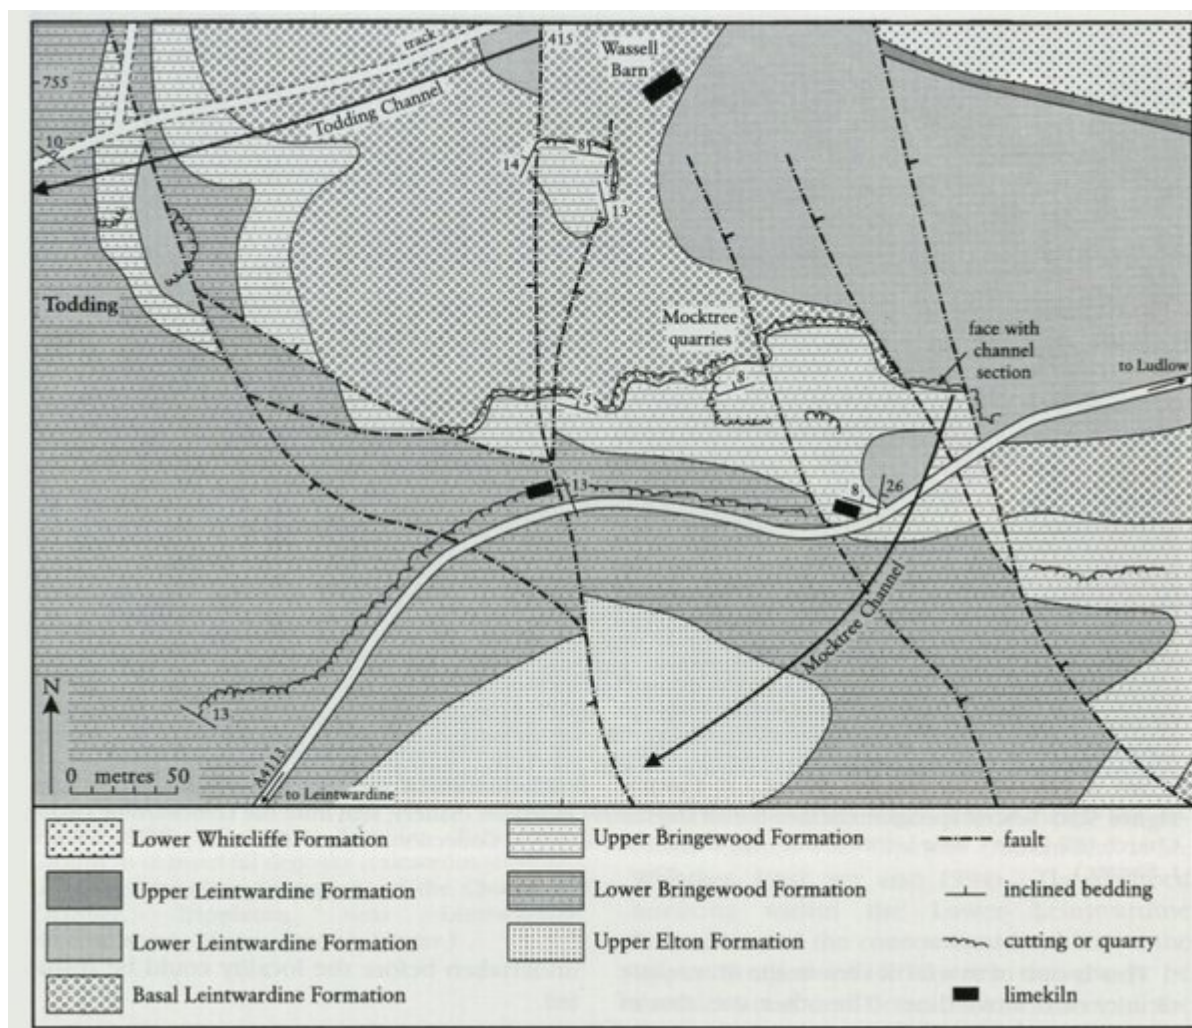 track
415
Wassell
Barn
755
Todding Channel
10
81
14
13
Todding
Mocktree
quarries
face with
channel
section
to Ludlow
8
5
13
8
26
Mocktree Channel
13
N
0 metres 50
A4113
to Leintwardine
Lower Whitcliffe Formation
Upper Bringewood Formation
fault
Upper Leintwardine Formation
Lower Bringewood Formation
inclined bedding
Lower Leintwardine Formation
Upper Elton Formation
cutting or quarry
Basal Leintwardine Formation
limekiln